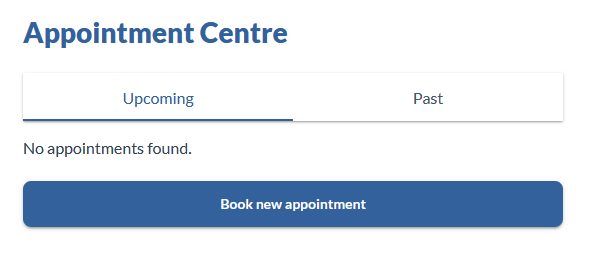 Appointment Centre
Upcoming
Past
No appointments found.
Book new appointment